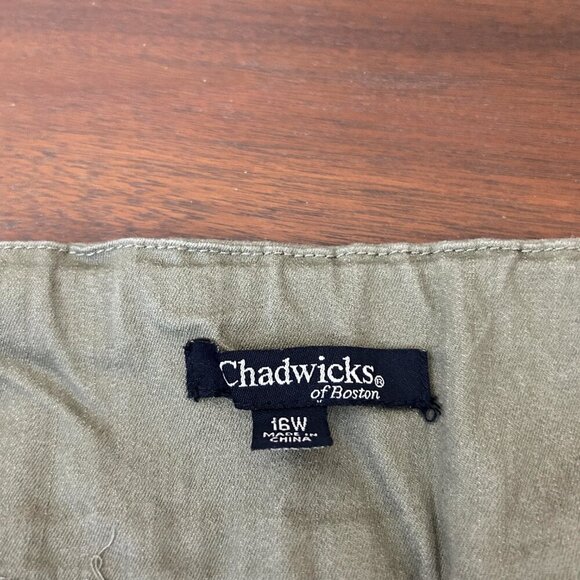 Chadwicks®
of Boston
16W
MADE IN
CHINA